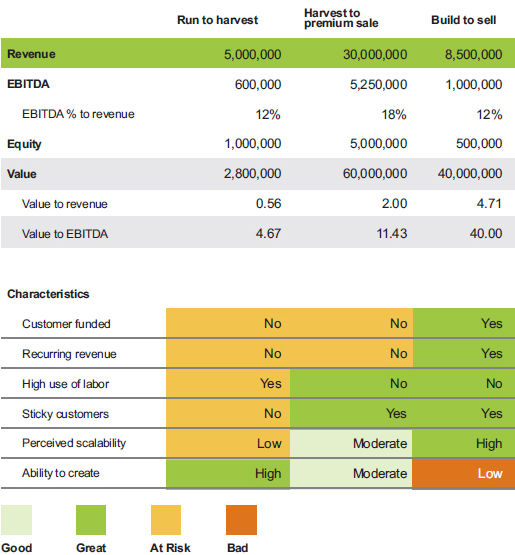 Run to harvest Harvest to premium sale Build to sell
Revenue 5,000,000 30,000,000 8,500,000
EBITDA 600,000 5,250,000 1,000,000
EBITDA % to revenue 12% 18% 12%
Equity 1,000,000 5,000,000 500,000
Value 2,800,000 60,000,000 40,000,000
Value to revenue 0.56 2.00 4.71
Value to EBITDA 4.67 11.43 40.00
Characteristics
Customer funded No No Yes
Recurring revenue No No Yes
High use of labor Yes No No
Sticky customers No Yes Yes
Perceived scalability Low Moderate High
Ability to create High Moderate Low
Good Great At Risk Bad